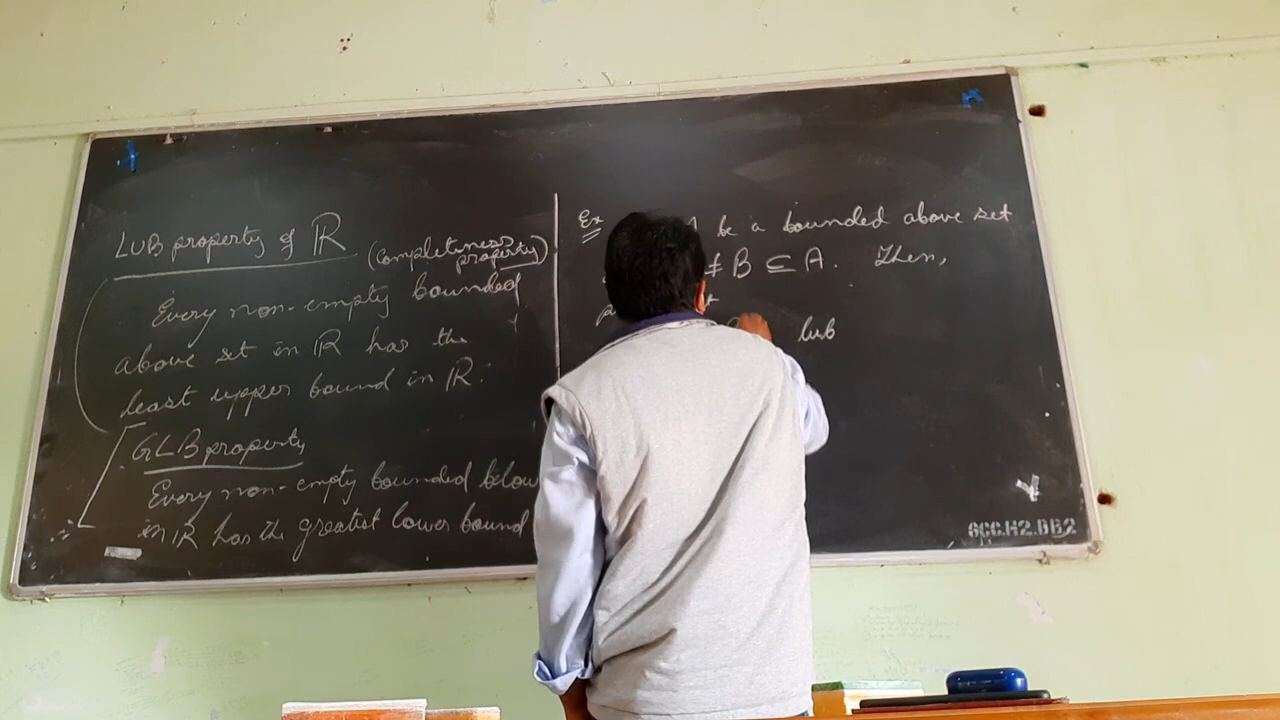 LUB property of ℝ (completeness property)
Every non-empty bounded
above set in ℝ has the
least upper bound in ℝ.
GLB property
Every non-empty bounded below
in ℝ has the greatest lower bound
Ex
be a bounded above set
≠ B ⊆ A. Then,
lub
GCC.H2.BB2